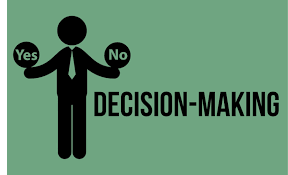 Yes No
DECISION-MAKING